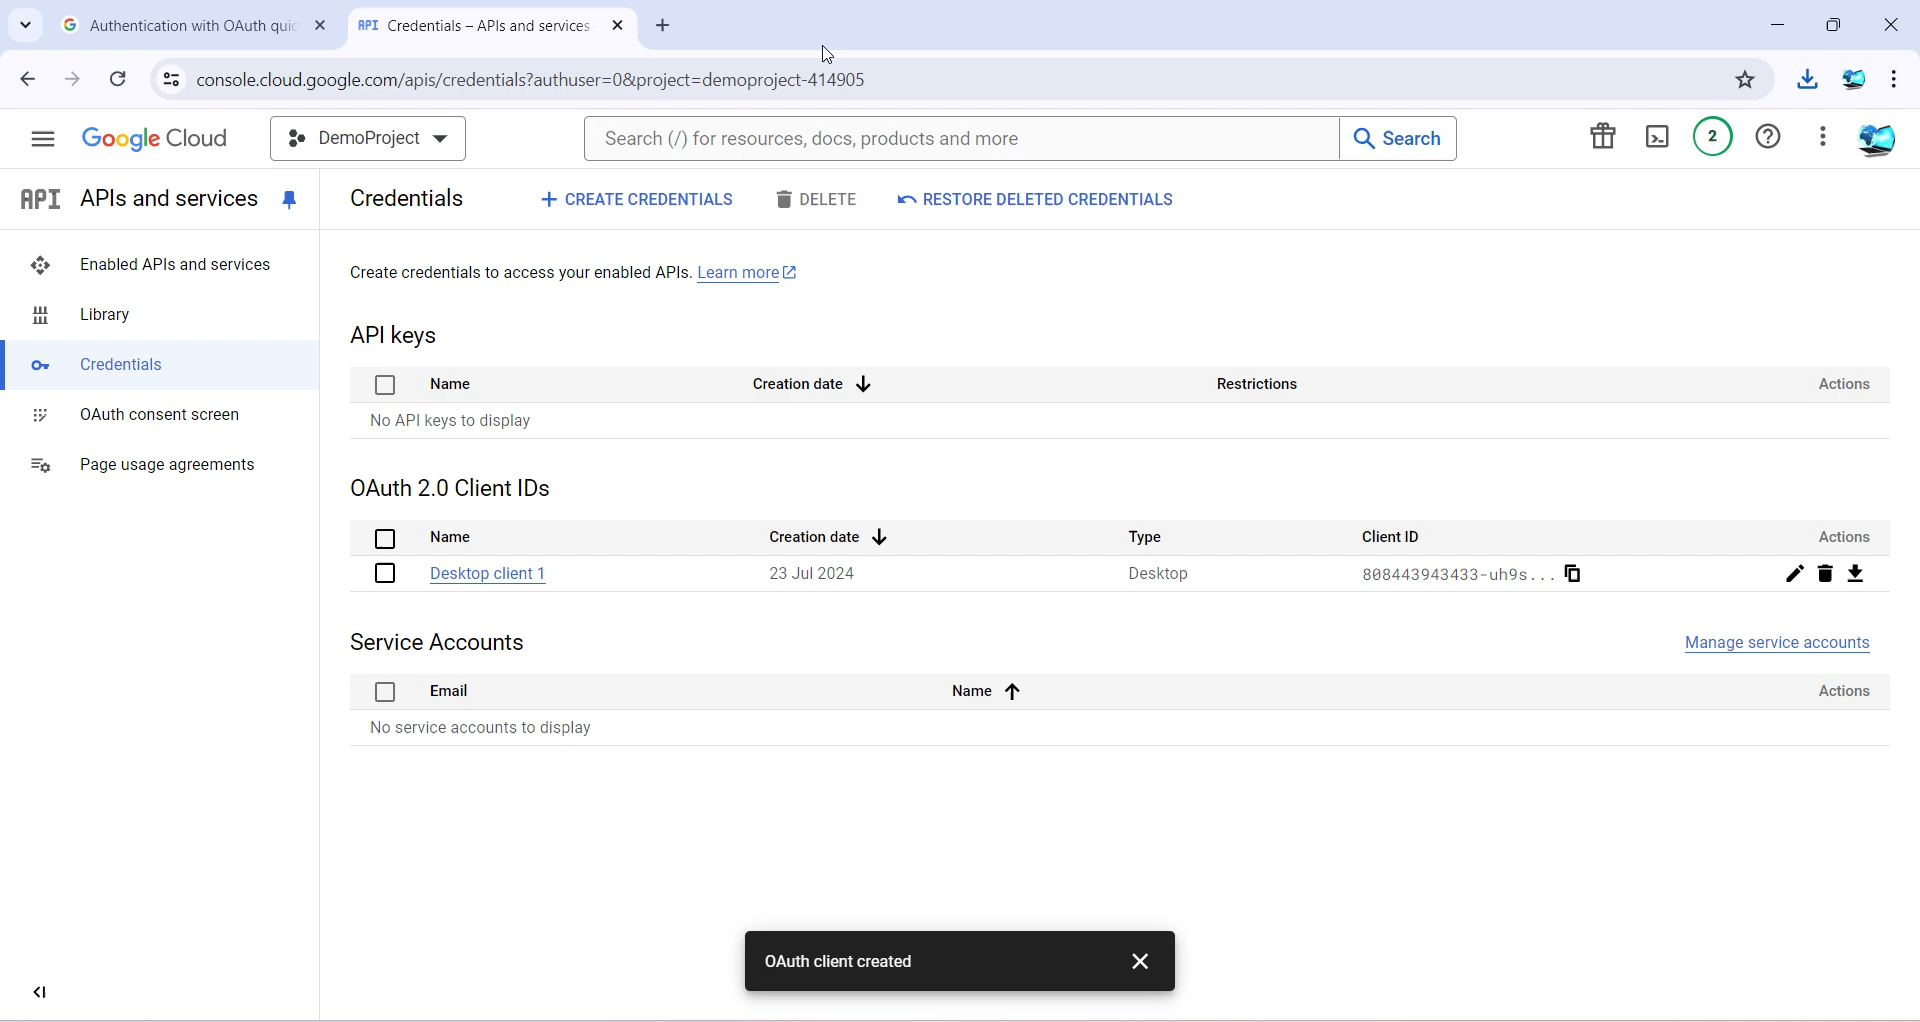 Authentication with OAuth quic
API Credentials – APIs and services
console.cloud.google.com/apis/credentials?authuser=0&project=demoproject-414905
Google Cloud
DemoProject
Search (/) for resources, docs, products and more
Search
2
API APIs and services
Credentials
CREATE CREDENTIALS
DELETE
RESTORE DELETED CREDENTIALS
Enabled APIs and services
Library
Credentials
OAuth consent screen
Page usage agreements
Create credentials to access your enabled APIs. Learn more
API keys
Name Creation date Restrictions Actions
No API keys to display
OAuth 2.0 Client IDs
Name Creation date Type Client ID Actions
Desktop client 1 23 Jul 2024 Desktop 808443943433-uh9s...
Service Accounts
Manage service accounts
Email Name Actions
No service accounts to display
OAuth client created